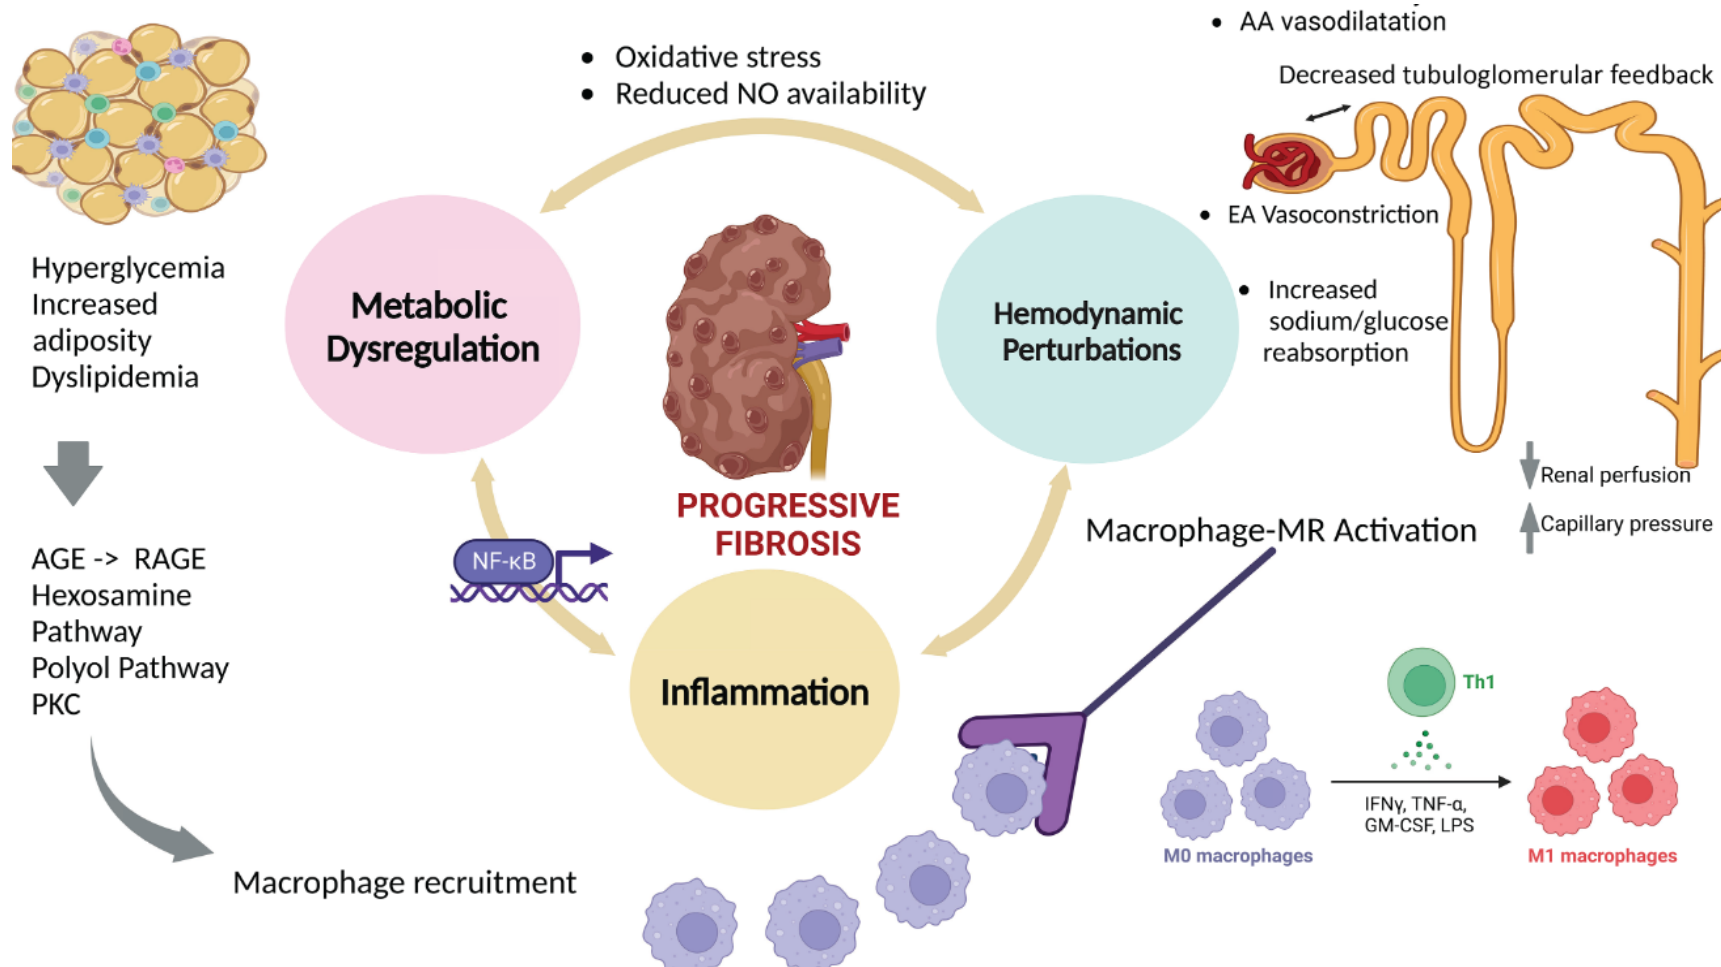 AA vasodilatation
Oxidative stress
Reduced NO availability
Decreased tubuloglomerular feedback
EA Vasoconstriction
Hyperglycemia
Increased
adiposity
Dyslipidemia
Metabolic
Dysregulation
Hemodynamic
Perturbations
Increased
sodium/glucose
reabsorption
Renal perfusion
Capillary pressure
PROGRESSIVE
FIBROSIS
Macrophage-MR Activation
NF-κB
AGE -> RAGE
Hexosamine
Pathway
Polyol Pathway
PKC
Inflammation
Th1
IFNγ, TNF-α,
GM-CSF, LPS
M0 macrophages
M1 macrophages
Macrophage recruitment